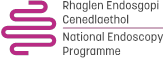 Rhaglen Endosgopi
Cenedlaethol
National Endoscopy
Programme